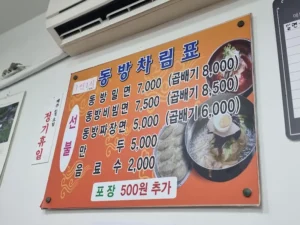 동방차림표
선불
동방밀면 7,000 (곱배기 8,000)
동방비빔면 7,500 (곱배기 8,500)
동방짜장면 5,000 (곱배기 6,000)
만두 5,000
음료수 2,000
포장 500원 추가
정기휴일